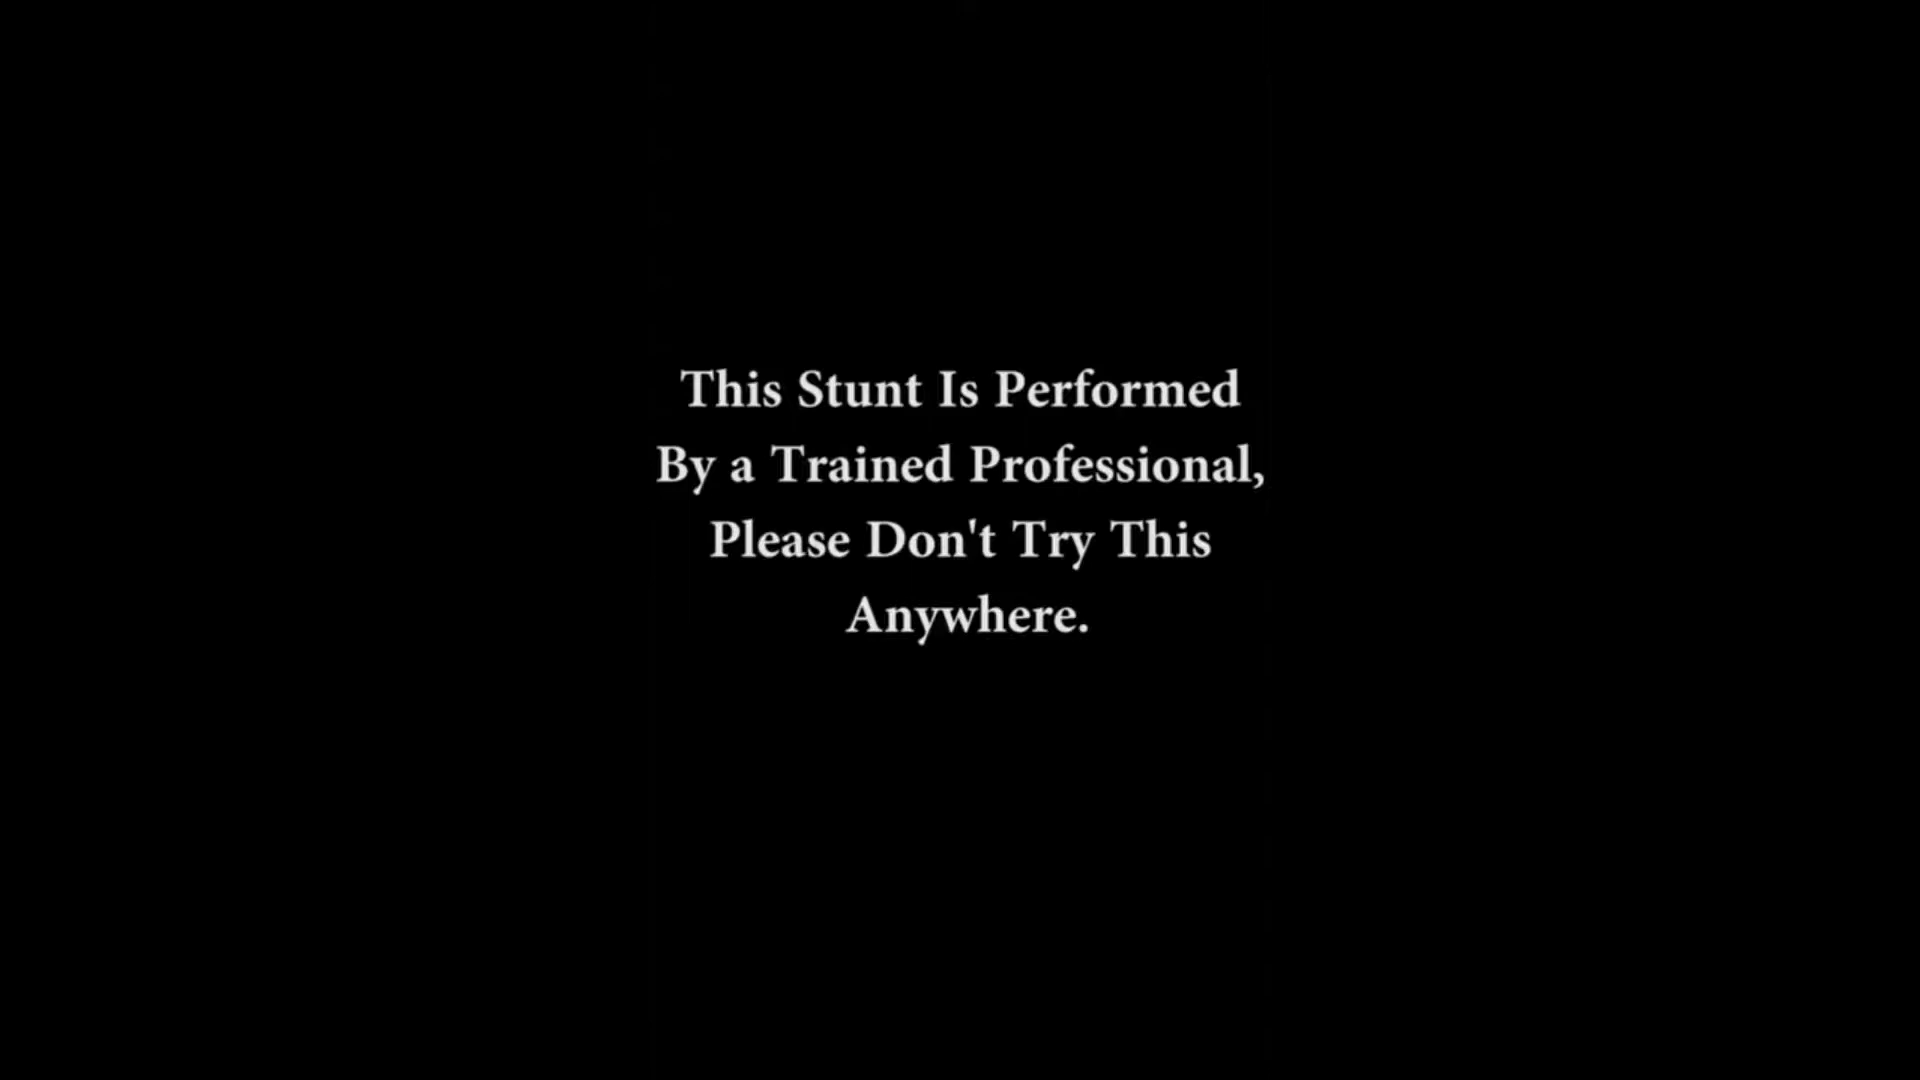 This Stunt Is Performed
By a Trained Professional,
Please Don't Try This
Anywhere.